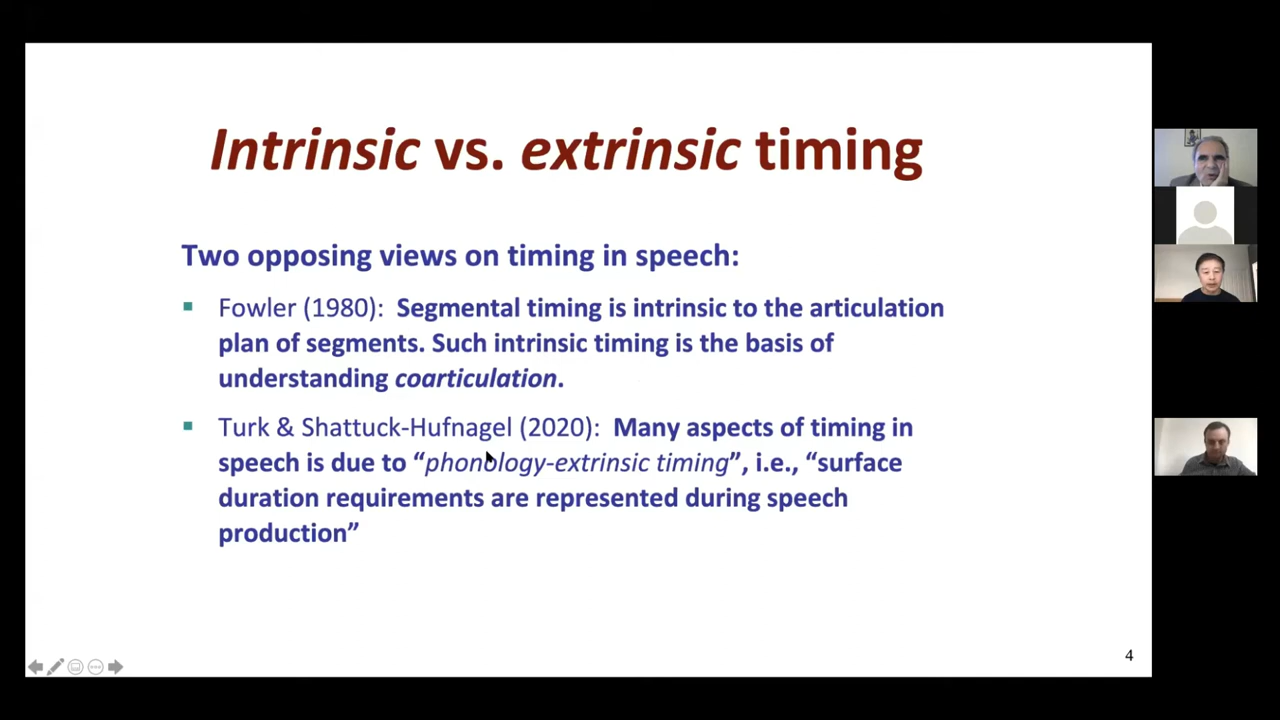 Intrinsic vs. extrinsic timing
Two opposing views on timing in speech:
Fowler (1980): Segmental timing is intrinsic to the articulation
plan of segments. Such intrinsic timing is the basis of
understanding coarticulation.
Turk & Shattuck-Hufnagel (2020): Many aspects of timing in
speech is due to “phonology-extrinsic timing”, i.e., “surface
duration requirements are represented during speech
production”
4